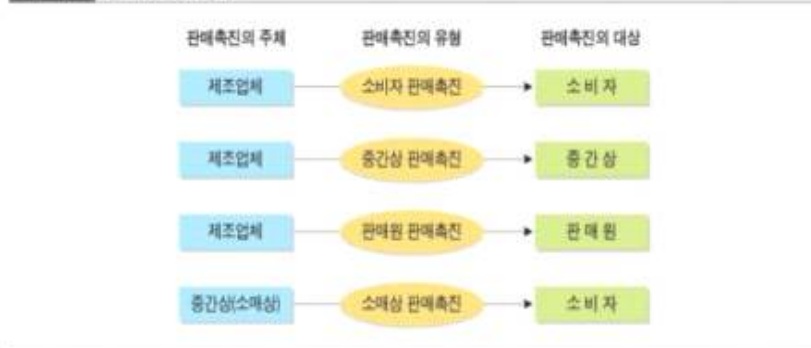 판매촉진의 주체 판매촉진의 유형 판매촉진의 대상
제조업체 소비자 판매촉진 소 비 자
제조업체 중간상 판매촉진 중 간 상
제조업체 판매원 판매촉진 판 매 원
중간상(소매상) 소매상 판매촉진 소 비 자